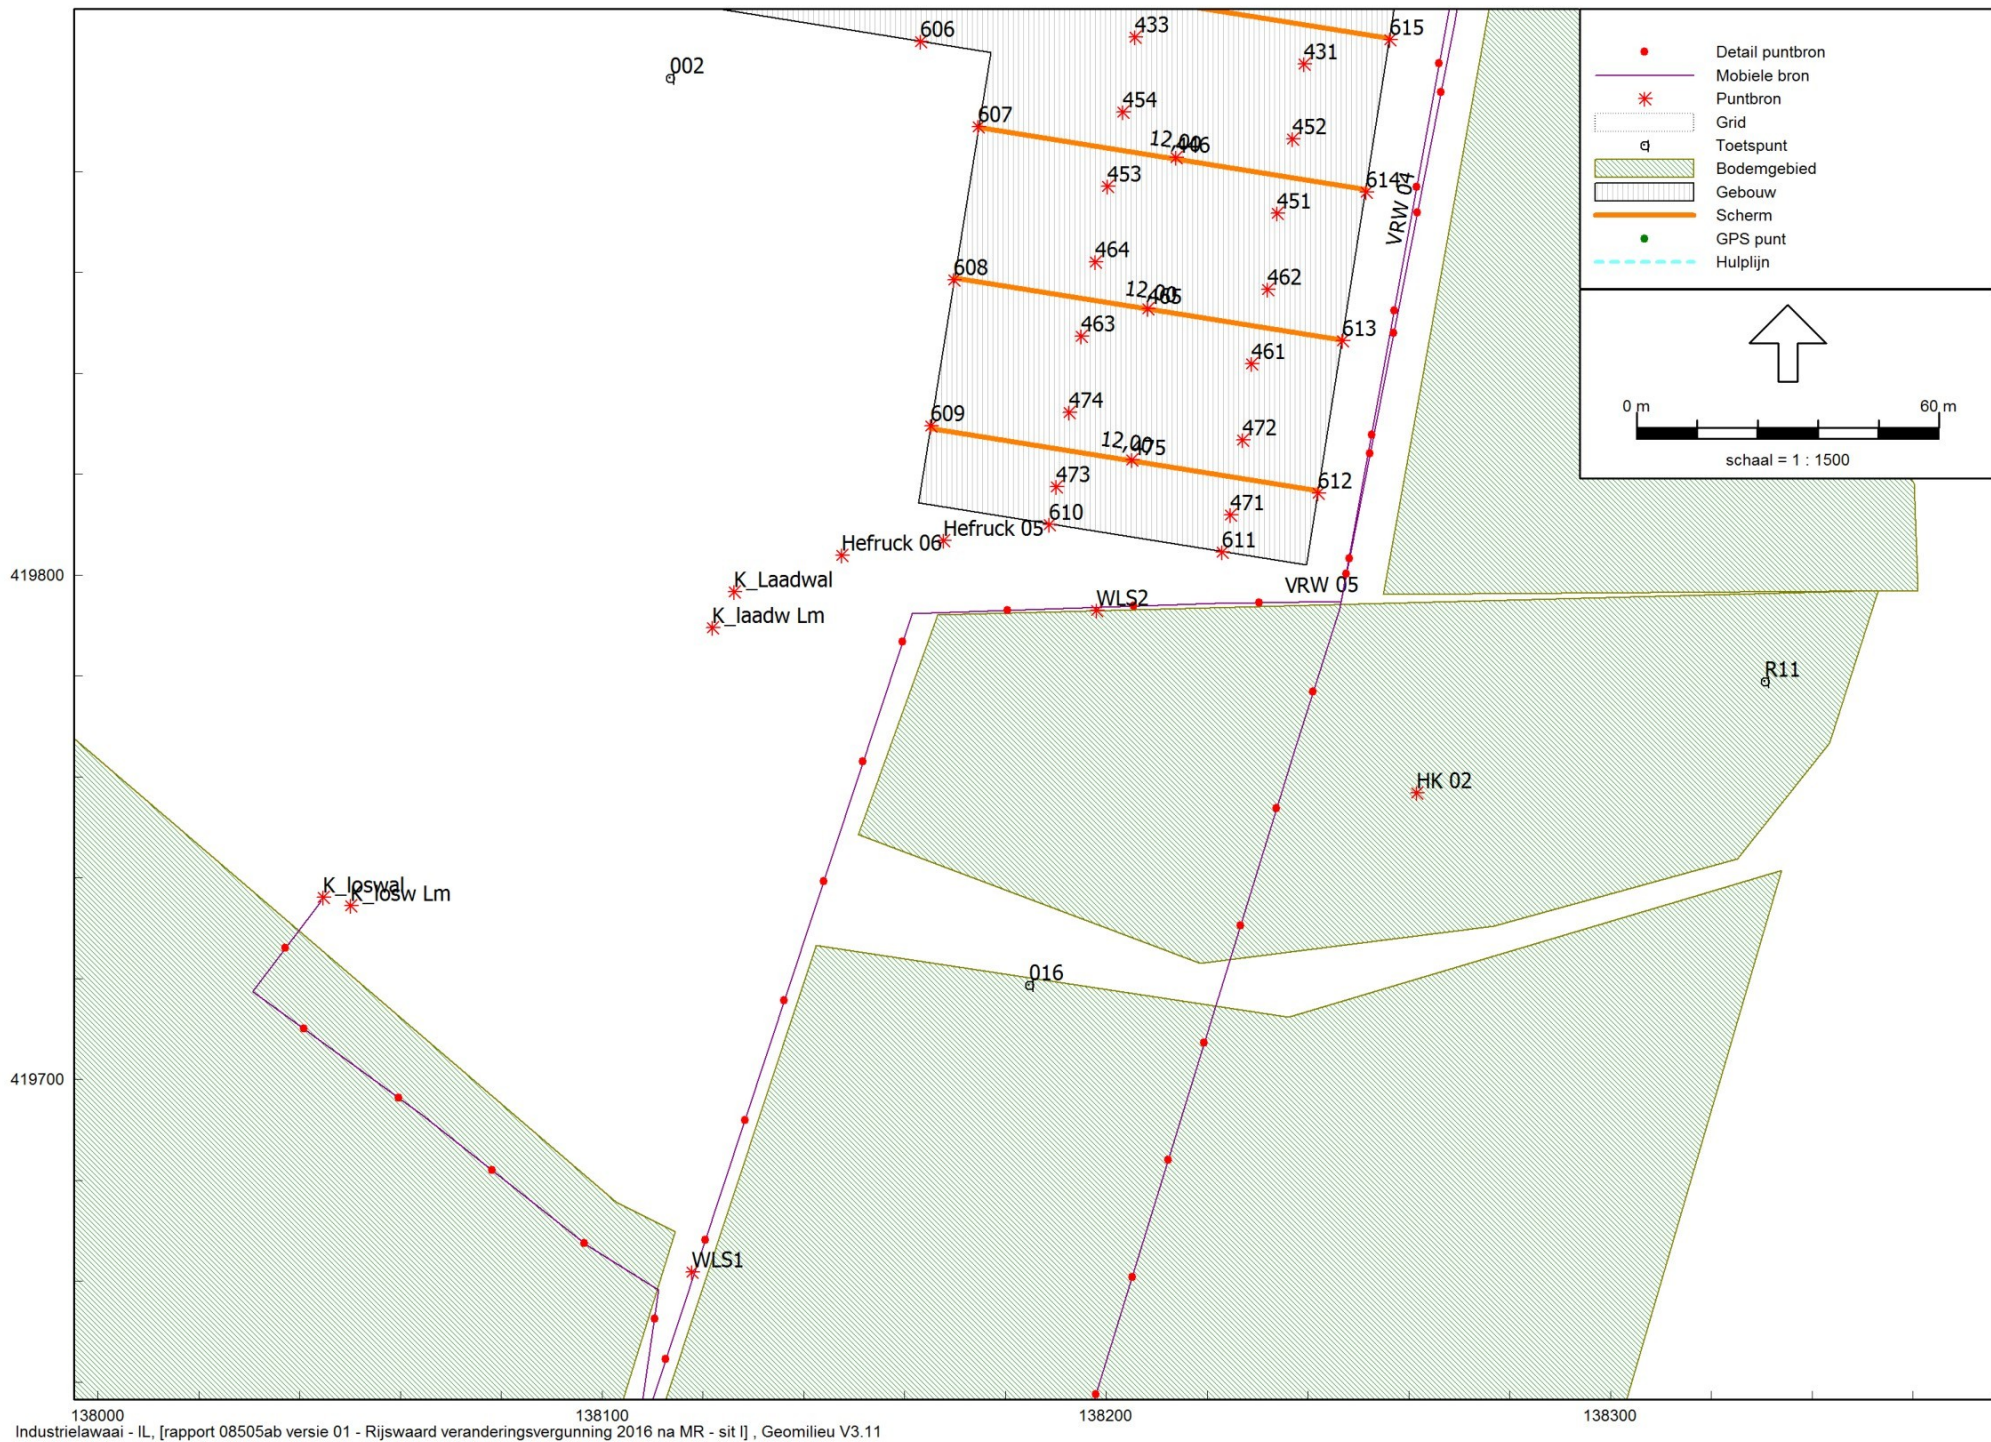 606
433
615
002
431
Detail puntbron
Mobiele bron
Puntbron
Grid
Toetspunt
Bodemgebied
Gebouw
Scherm
GPS punt
Hulplijn
607
454
452
12,00
446
453
614
451
VRW 04
464
608
462
12,00
465
463
613
461
0 m
60 m
schaal = 1 : 1500
474
609
472
12,00
475
473
612
471
610
Hefruck 05
611
Hefruck 06
419800
K_Laadwal
VRW 05
WLS2
K_laadw Lm
R11
HK 02
K_loswal
K_losw Lm
016
419700
WLS1
138000
138100
138200
138300
Industrielawaai - IL, [rapport 08505ab versie 01 - Rijswaard veranderingsvergunning 2016 na MR - sit I] , Geomilieu V3.11